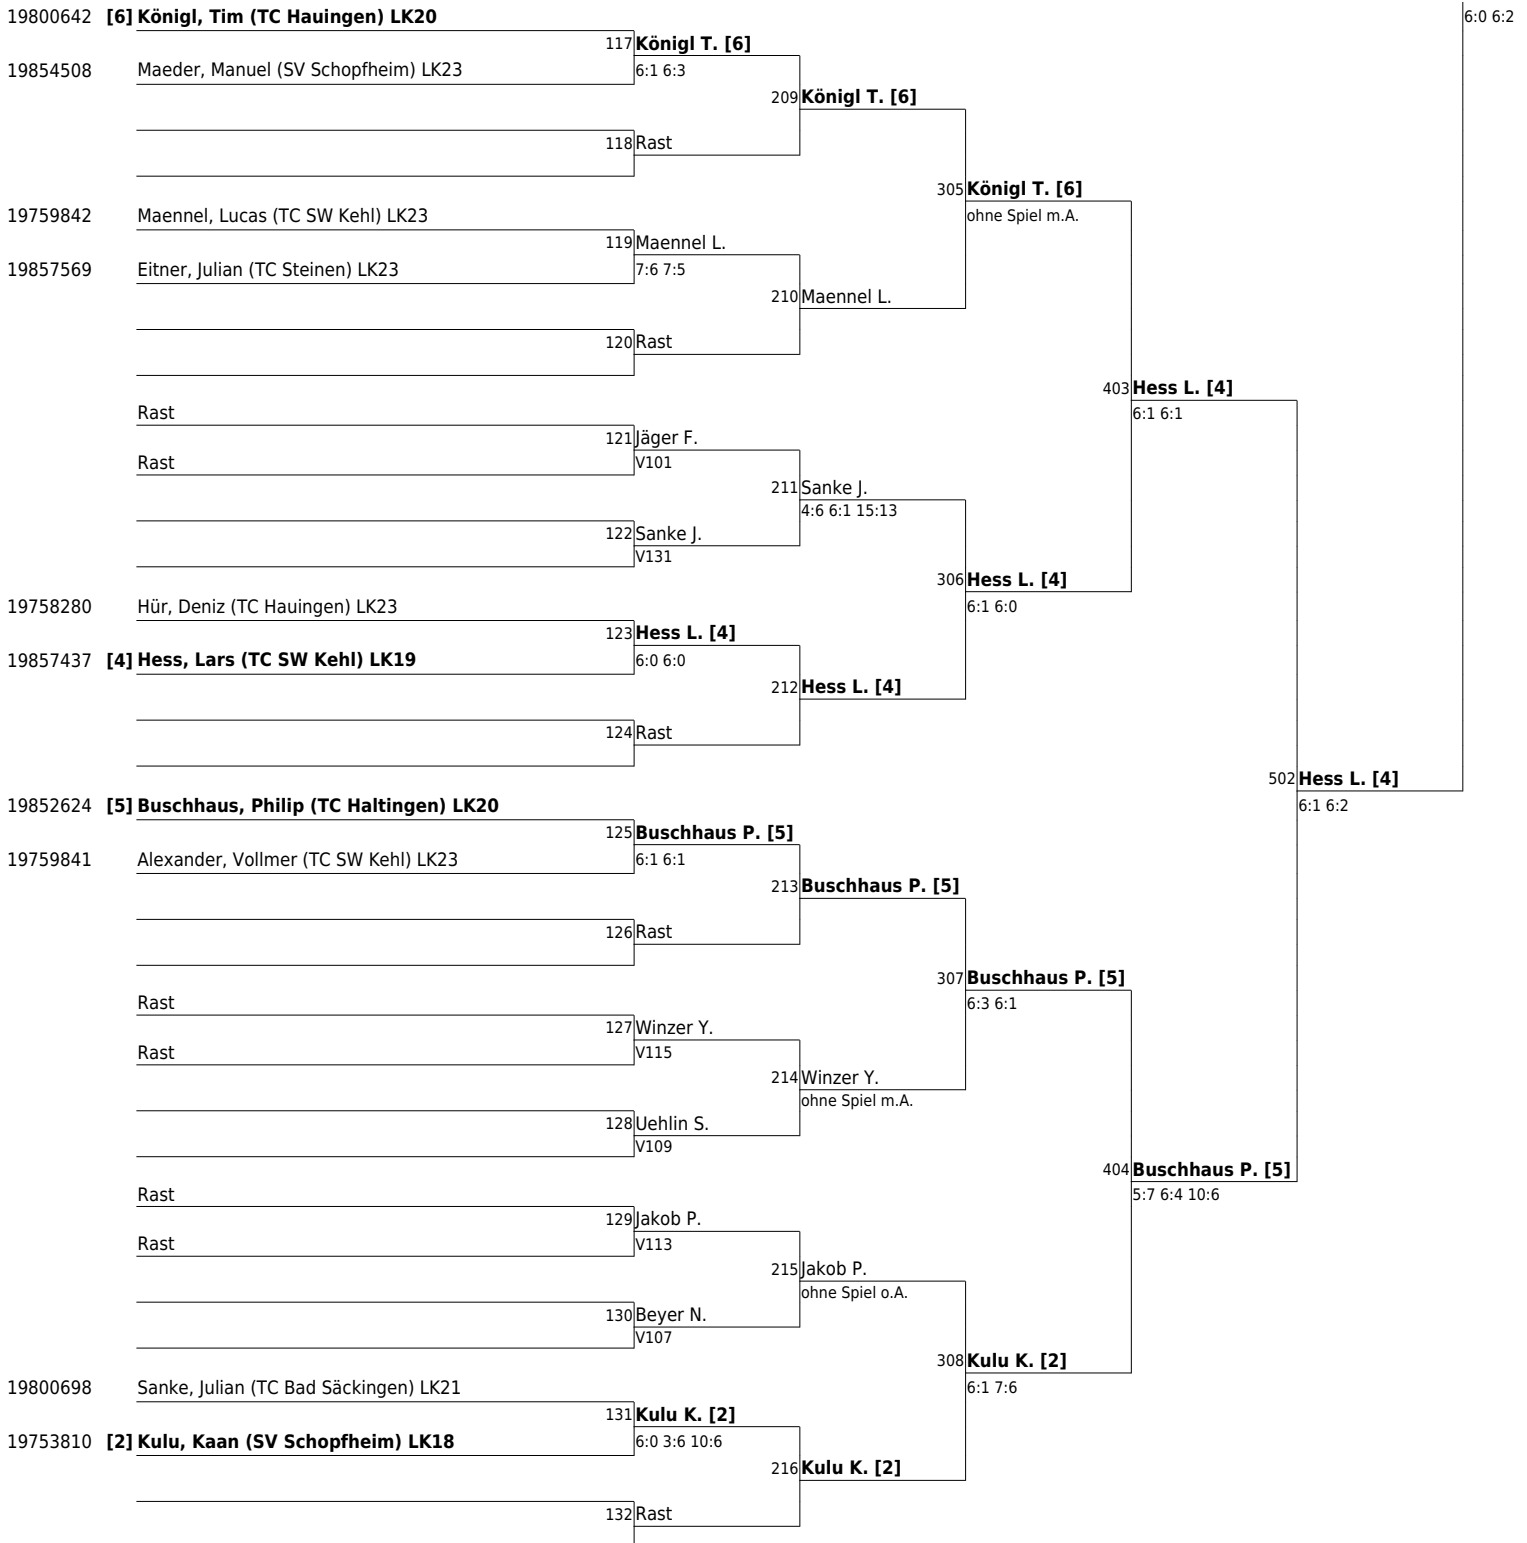 19800642 [6] Königl, Tim (TC Hauingen) LK20
6:0 6:2
117 Königl T. [6]
19854508 Maeder, Manuel (SV Schopfheim) LK23
6:1 6:3
209 Königl T. [6]
118 Rast
305 Königl T. [6]
19759842 Maennel, Lucas (TC SW Kehl) LK23
ohne Spiel m.A.
119 Maennel L.
19857569 Eitner, Julian (TC Steinen) LK23
7:6 7:5
210 Maennel L.
120 Rast
403 Hess L. [4]
Rast
6:1 6:1
121 Jäger F.
Rast
V101
211 Sanke J.
4:6 6:1 15:13
122 Sanke J.
V131
306 Hess L. [4]
19758280 Hür, Deniz (TC Hauingen) LK23
6:1 6:0
123 Hess L. [4]
19857437 [4] Hess, Lars (TC SW Kehl) LK19
6:0 6:0
212 Hess L. [4]
124 Rast
502 Hess L. [4]
19852624 [5] Buschhaus, Philip (TC Haltingen) LK20
6:1 6:2
125 Buschhaus P. [5]
19759841 Alexander, Vollmer (TC SW Kehl) LK23
6:1 6:1
213 Buschhaus P. [5]
126 Rast
307 Buschhaus P. [5]
Rast
6:3 6:1
127 Winzer Y.
Rast
V115
214 Winzer Y.
ohne Spiel m.A.
128 Uehlin S.
V109
404 Buschhaus P. [5]
Rast
5:7 6:4 10:6
129 Jakob P.
Rast
V113
215 Jakob P.
ohne Spiel o.A.
130 Beyer N.
V107
308 Kulu K. [2]
19800698 Sanke, Julian (TC Bad Säckingen) LK21
6:1 7:6
131 Kulu K. [2]
19753810 [2] Kulu, Kaan (SV Schopfheim) LK18
6:0 3:6 10:6
216 Kulu K. [2]
132 Rast